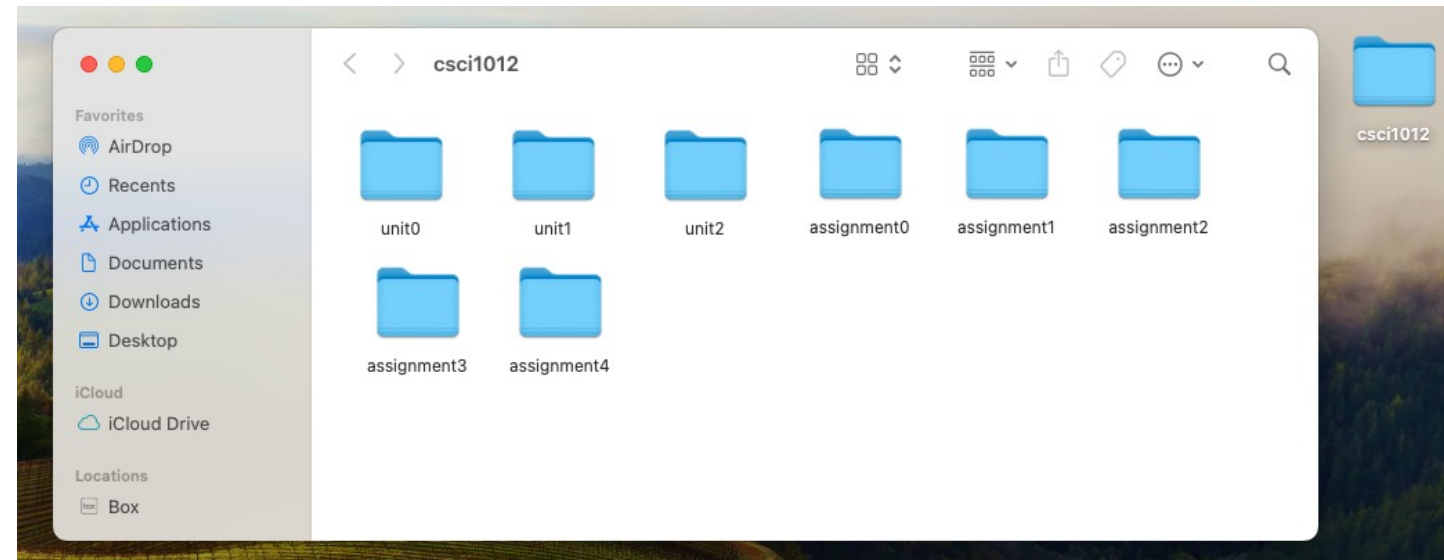 csci1012
Favorites
AirDrop
Recents
Applications
Documents
Downloads
Desktop
iCloud
iCloud Drive
Locations
box
Box
unit0 unit1 unit2 assignment0 assignment1 assignment2
assignment3 assignment4
csci1012